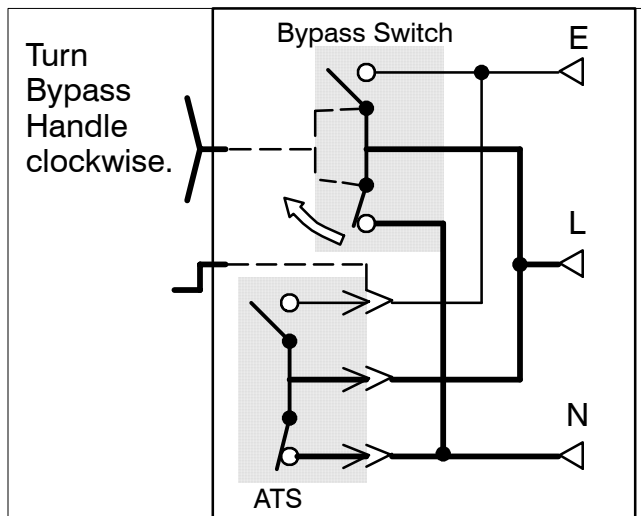 Turn
Bypass
Handle
clockwise.
Bypass Switch
E
L
N
ATS